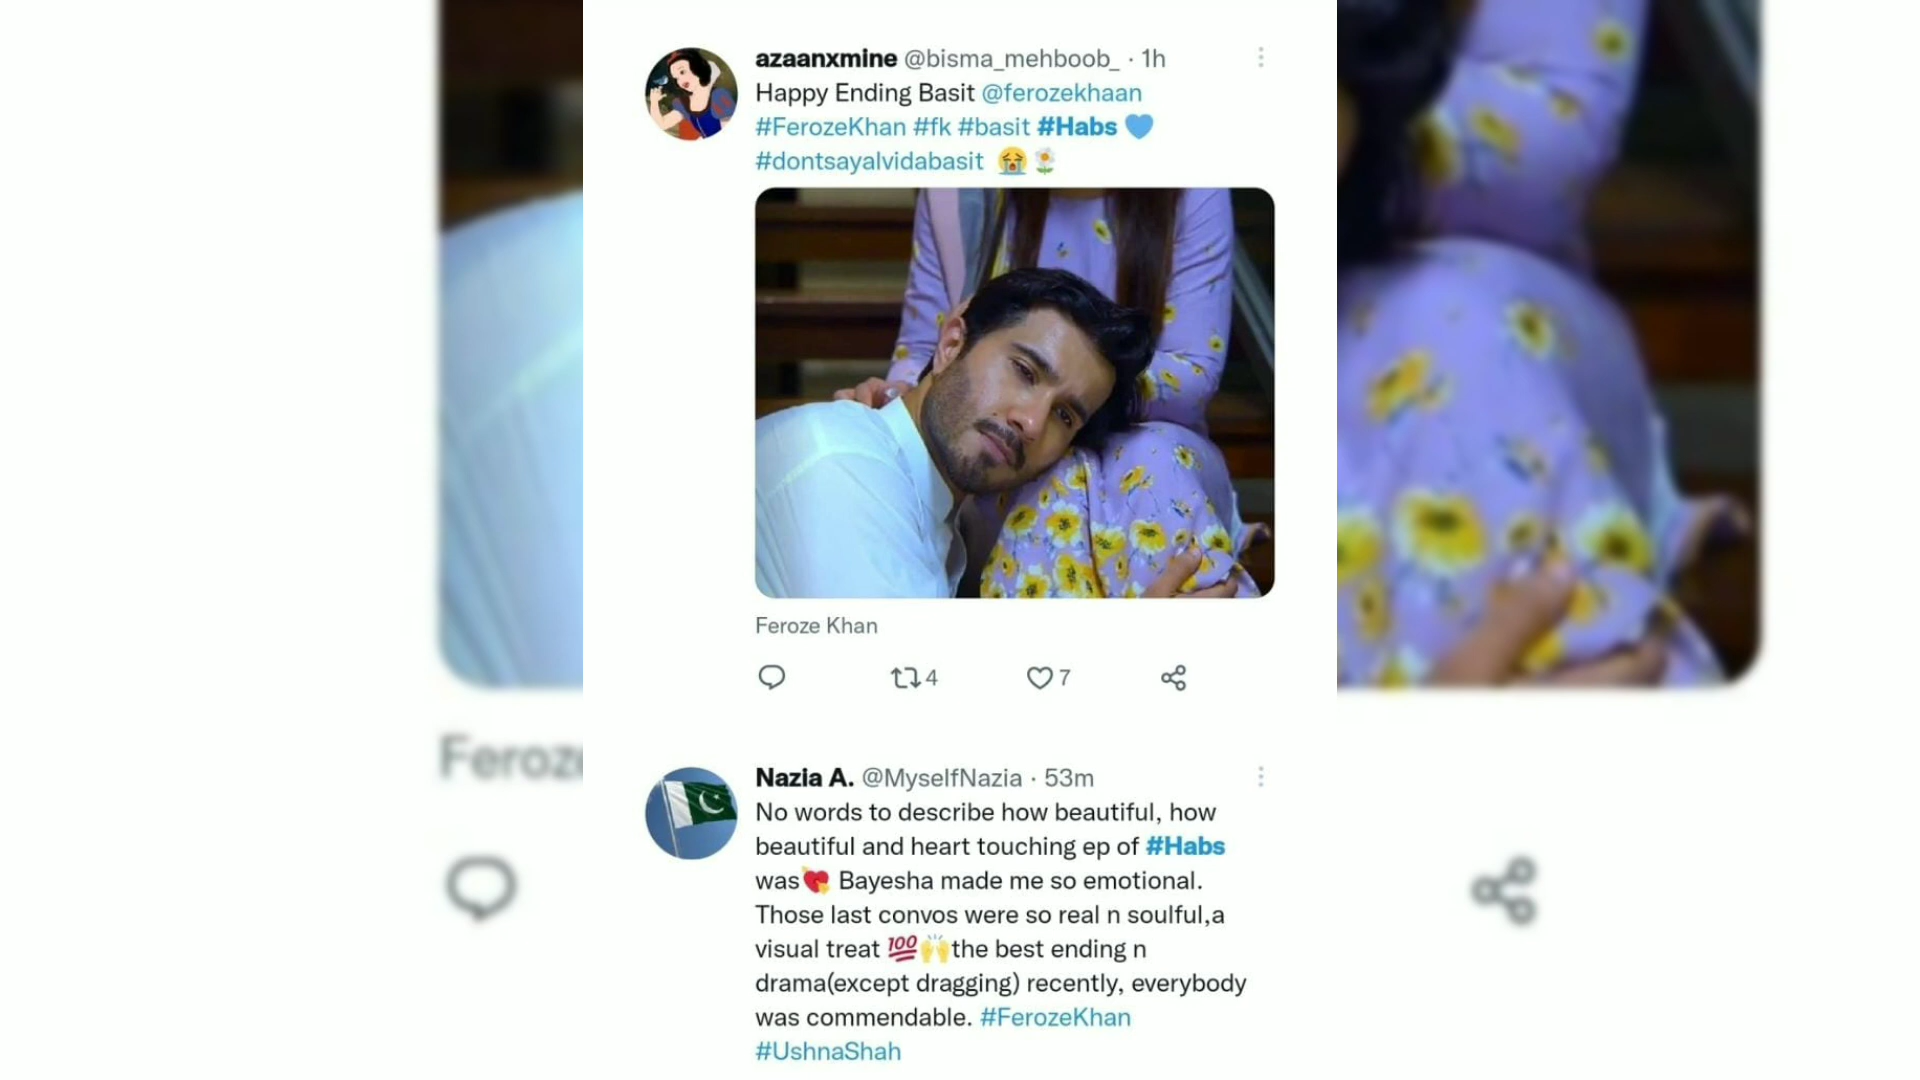 azaanxmine @bisma_mehboob_ · 1h
Happy Ending Basit @ferozekhaan
#FerozeKhan #fk #basit #Habs 💙
#dontsayalvidabasit 😭🌼
Feroze Khan
4 7
Nazia A. @MyselfNazia · 53m
No words to describe how beautiful, how
beautiful and heart touching ep of #Habs
was💘 Bayesha made me so emotional.
Those last convos were so real n soulful,a
visual treat 💯🙌the best ending n
drama(except dragging) recently, everybody
was commendable. #FerozeKhan
#UshnaShah
Feroze